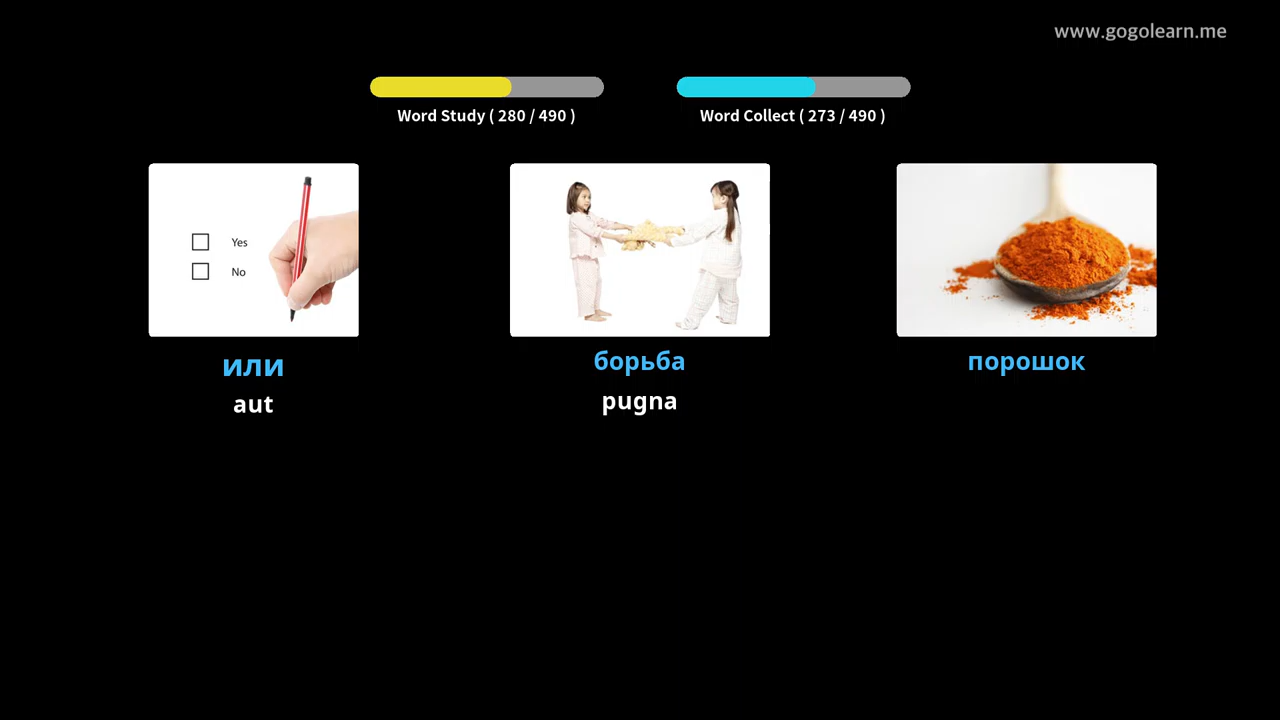 www.gogolearn.me
Word Study ( 280 / 490 )
Word Collect ( 273 / 490 )
Yes
No
или
борьба
порошок
aut
pugna